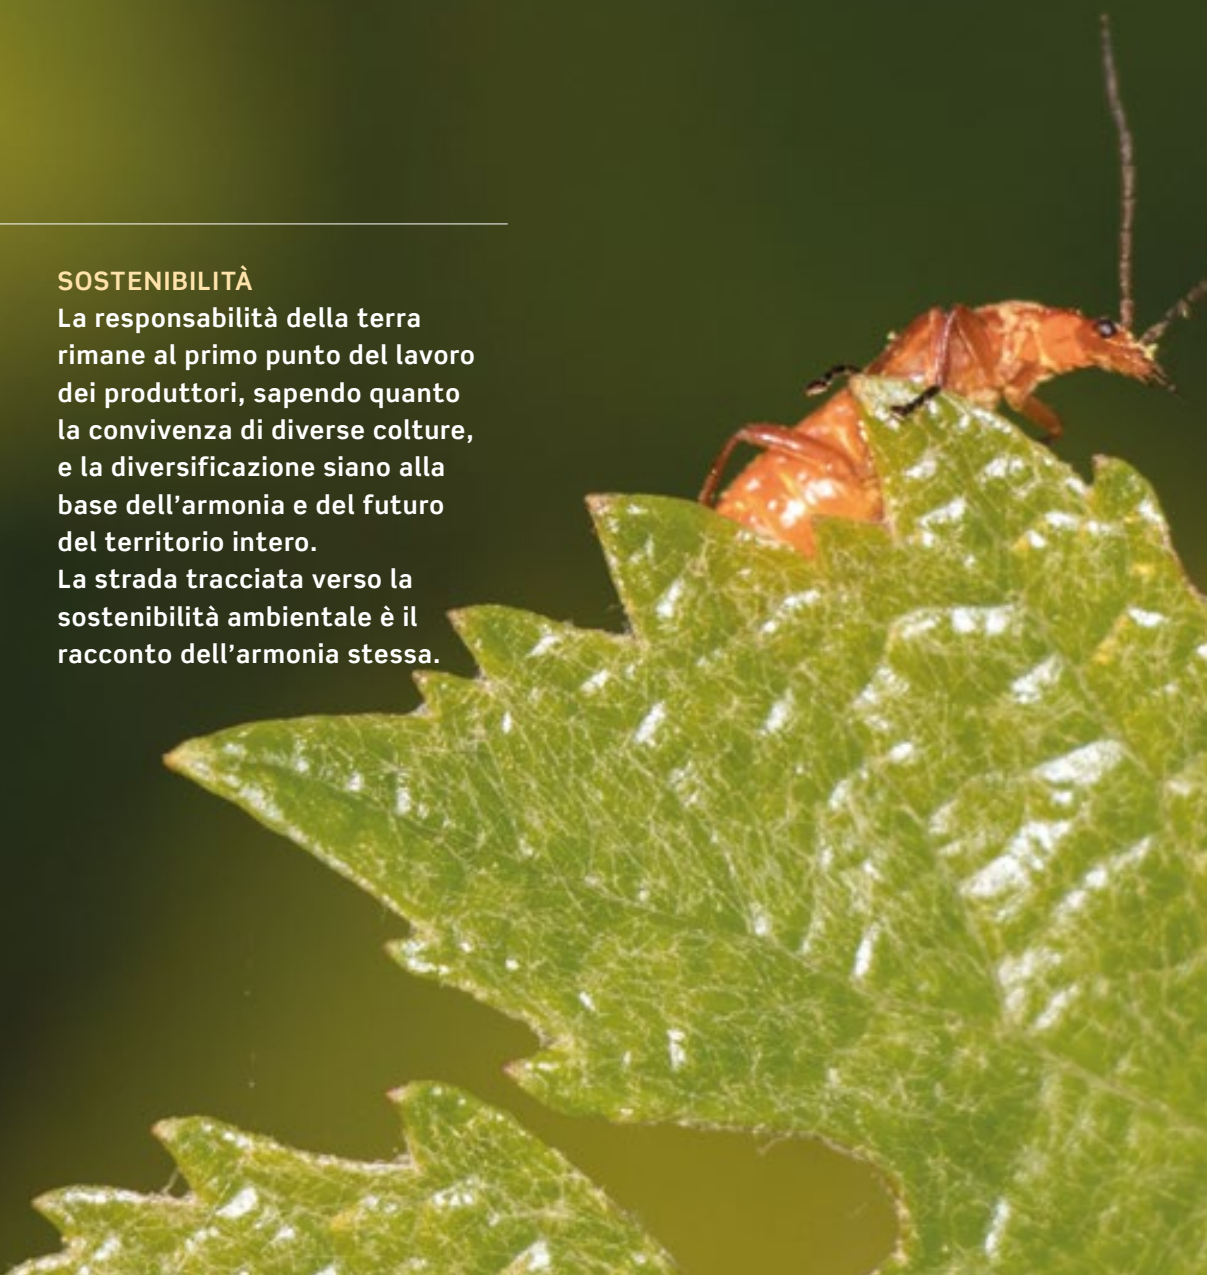 SOSTENIBILITÀ
La responsabilità della terra
rimane al primo punto del lavoro
dei produttori, sapendo quanto
la convivenza di diverse colture,
e la diversificazione siano alla
base dell’armonia e del futuro
del territorio intero.
La strada tracciata verso la
sostenibilità ambientale è il
racconto dell’armonia stessa.